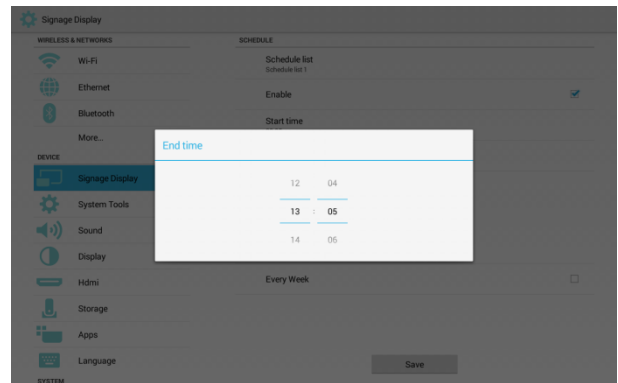 Signage Display
WIRELESS & NETWORKS
Wi-Fi
Ethernet
Bluetooth
More...
DEVICE
Signage Display
System Tools
Sound
Display
Hdmi
Storage
Apps
Language
SYSTEM
SCHEDULE
Schedule list
Schedule list 1
Enable
Start time
End time
12 04
13 : 05
14 06
Every Week
Save